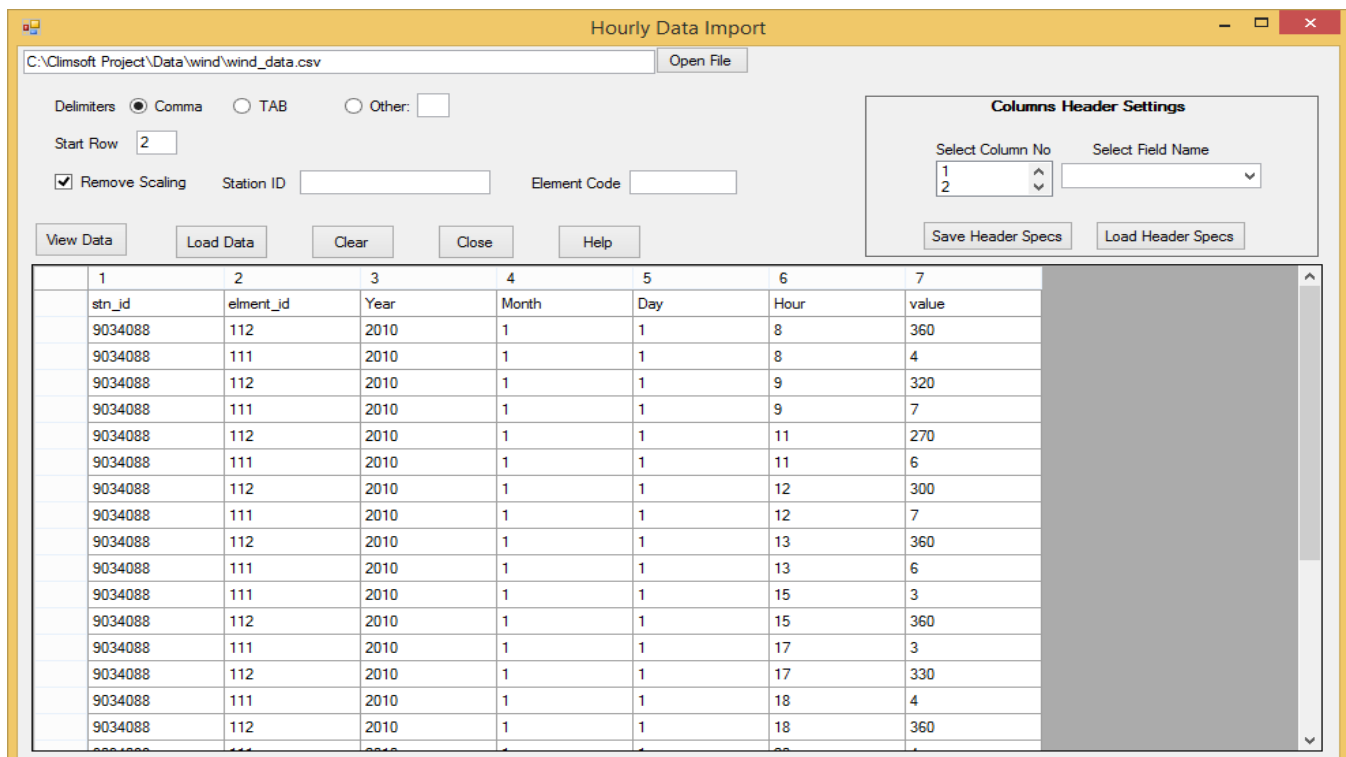 Hourly Data Import
C:\Climsoft Project\Data\wind\wind_data.csv Open File
Delimiters Comma TAB Other: Columns Header Settings
Start Row 2 Select Column No Select Field Name
1
2
Remove Scaling Station ID Element Code
View Data Load Data Clear Close Help Save Header Specs Load Header Specs
1 2 3 4 5 6 7
stn_id elment_id Year Month Day Hour value
9034088 112 2010 1 1 8 360
9034088 111 2010 1 1 8 4
9034088 112 2010 1 1 9 320
9034088 111 2010 1 1 9 7
9034088 112 2010 1 1 11 270
9034088 111 2010 1 1 11 6
9034088 112 2010 1 1 12 300
9034088 111 2010 1 1 12 7
9034088 112 2010 1 1 13 360
9034088 111 2010 1 1 13 6
9034088 111 2010 1 1 15 3
9034088 112 2010 1 1 15 360
9034088 111 2010 1 1 17 3
9034088 112 2010 1 1 17 330
9034088 111 2010 1 1 18 4
9034088 112 2010 1 1 18 360